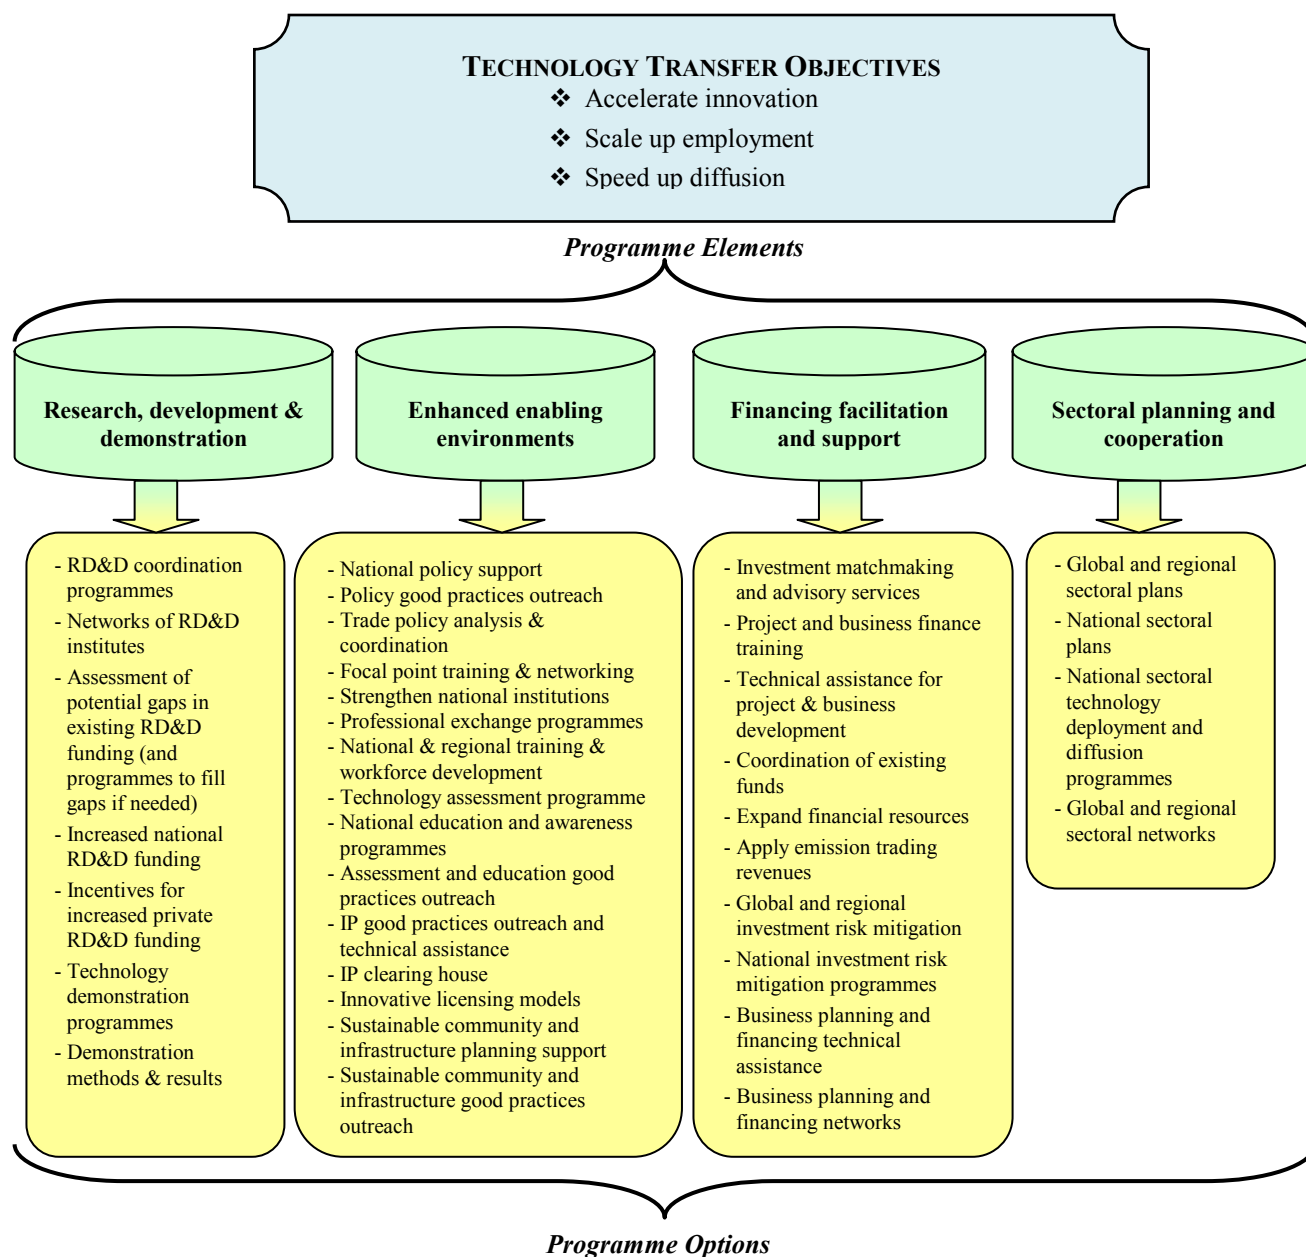 TECHNOLOGY TRANSFER OBJECTIVES
❖ Accelerate innovation
❖ Scale up employment
❖ Speed up diffusion
Programme Elements
Research, development &
demonstration
Enhanced enabling
environments
Financing facilitation
and support
Sectoral planning and
cooperation
- RD&D coordination
programmes
- Networks of RD&D
institutes
- Assessment of
potential gaps in
existing RD&D
funding (and
programmes to fill
gaps if needed)
- Increased national
RD&D funding
- Incentives for
increased private
RD&D funding
- Technology
demonstration
programmes
- Demonstration
methods & results
- National policy support
- Policy good practices outreach
- Trade policy analysis &
coordination
- Focal point training & networking
- Strengthen national institutions
- Professional exchange programmes
- National & regional training &
workforce development
- Technology assessment programme
- National education and awareness
programmes
- Assessment and education good
practices outreach
- IP good practices outreach and
technical assistance
- IP clearing house
- Innovative licensing models
- Sustainable community and
infrastructure planning support
- Sustainable community and
infrastructure good practices
outreach
- Investment matchmaking
and advisory services
- Project and business finance
training
- Technical assistance for
project & business
development
- Coordination of existing
funds
- Expand financial resources
- Apply emission trading
revenues
- Global and regional
investment risk mitigation
- National investment risk
mitigation programmes
- Business planning and
financing technical
assistance
- Business planning and
financing networks
- Global and regional
sectoral plans
- National sectoral
plans
- National sectoral
technology
deployment and
diffusion
programmes
- Global and regional
sectoral networks
Programme Options